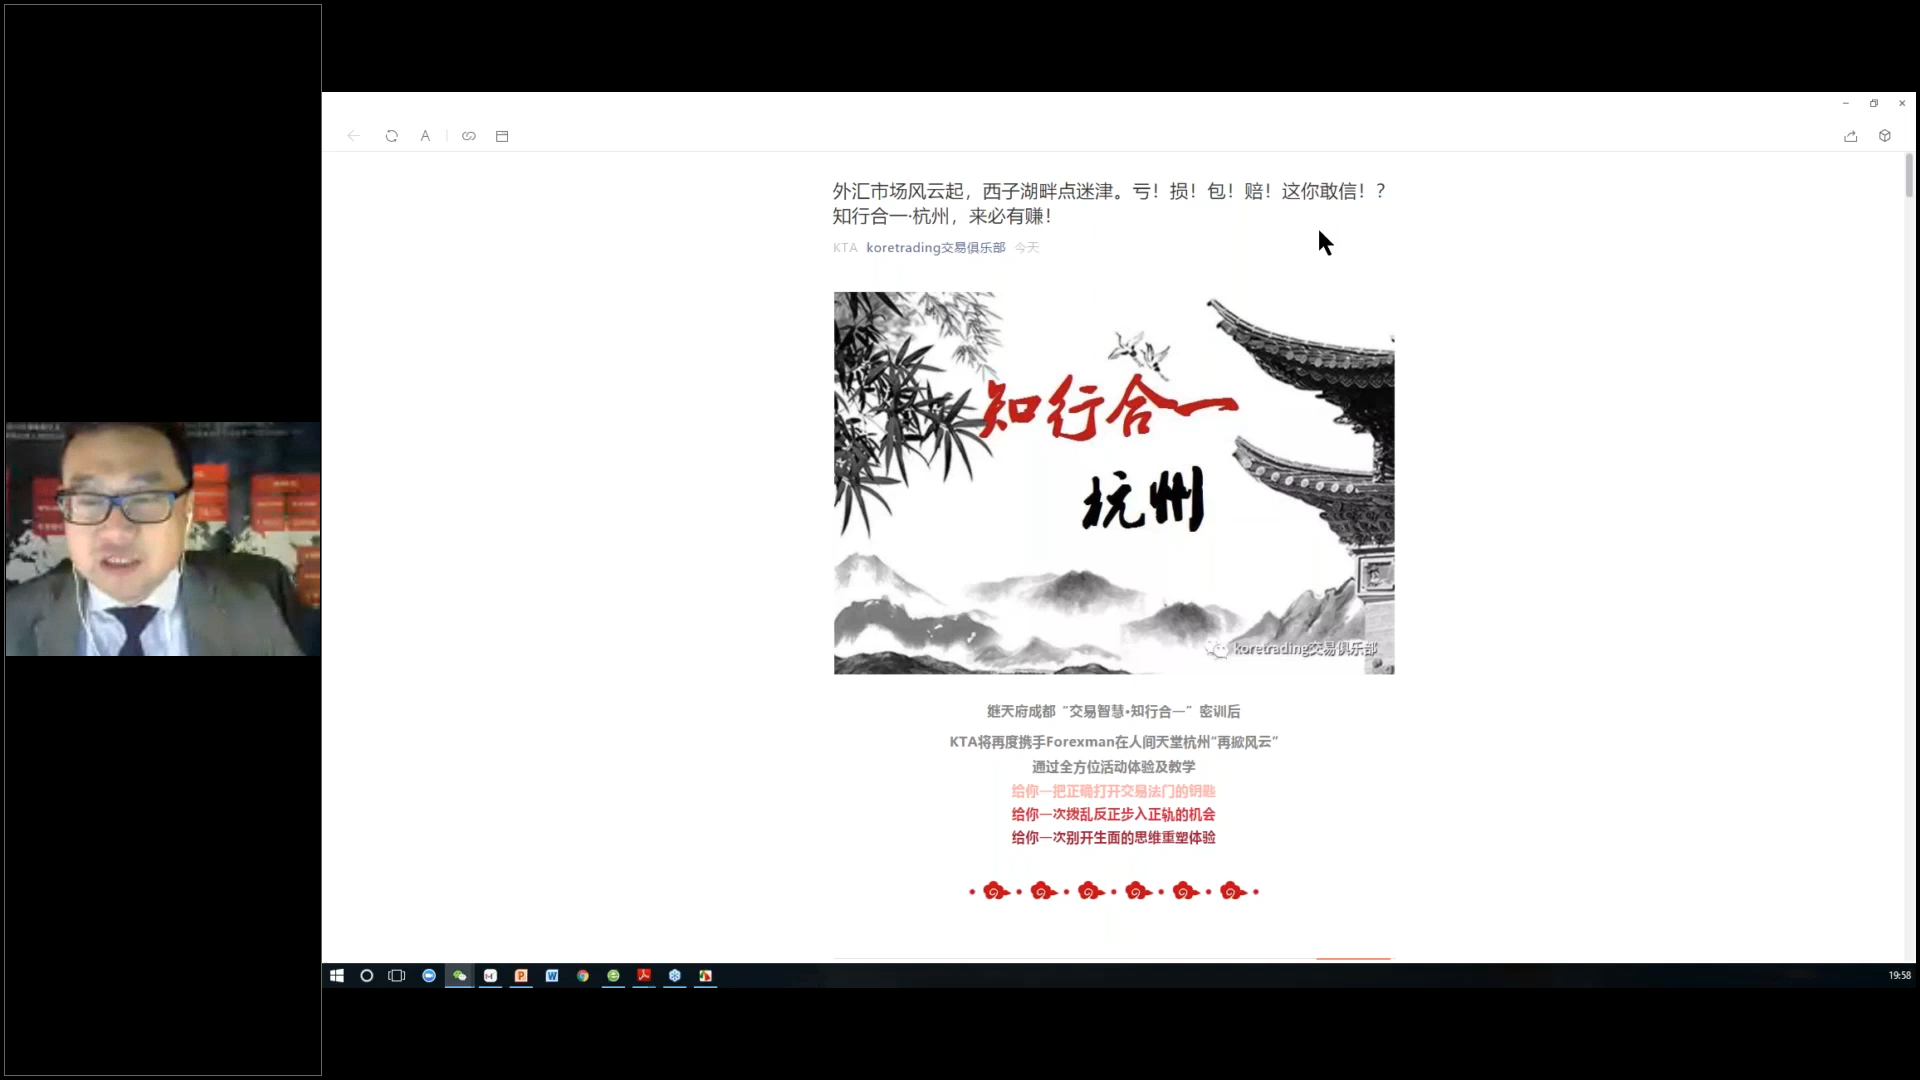 外汇市场风云起，西子湖畔点迷津。亏！损！包！赔！这你敢信！？
知行合一·杭州，来必有赚！
KTA koretrading交易俱乐部 今天
知行合一
杭州
koretrading交易俱乐部
继天府成都“交易智慧•知行合一”密训后
KTA将再度携手Forexman在人间天堂杭州“再掀风云”
通过全方位活动体验及教学
给你一把正确打开交易法门的钥匙
给你一次拨乱反正步入正轨的机会
给你一次别开生面的思维重塑体验
19:58